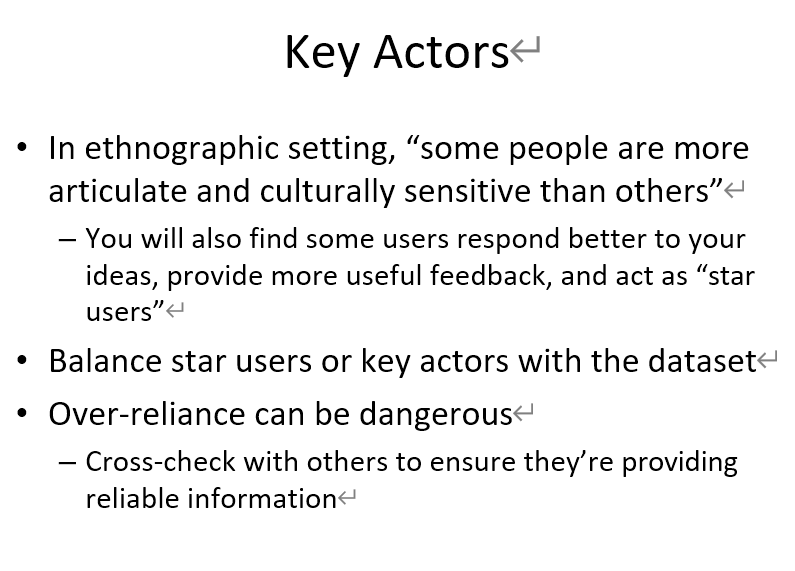 Key Actors↵
• In ethnographic setting, “some people are more
articulate and culturally sensitive than others”↵
– You will also find some users respond better to your
ideas, provide more useful feedback, and act as “star
users”↵
• Balance star users or key actors with the dataset↵
• Over-reliance can be dangerous↵
– Cross-check with others to ensure they’re providing
reliable information↵